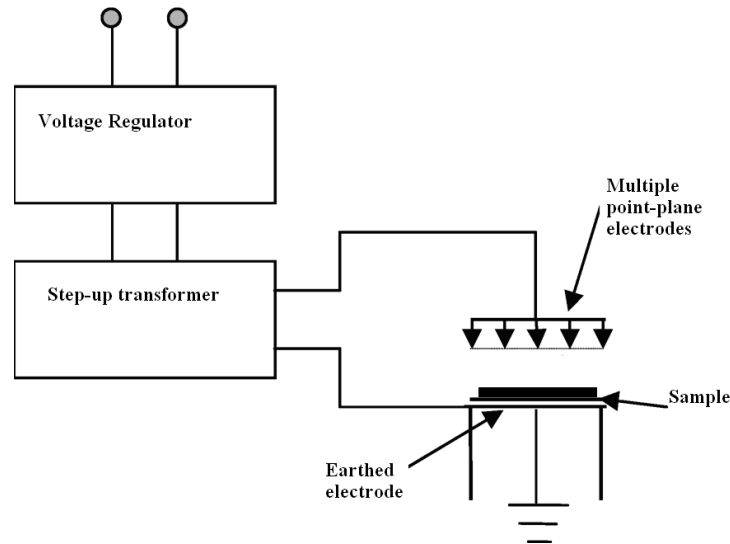 Voltage Regulator
Step-up transformer
Multiple
point-plane
electrodes
Sample
Earthed
electrode